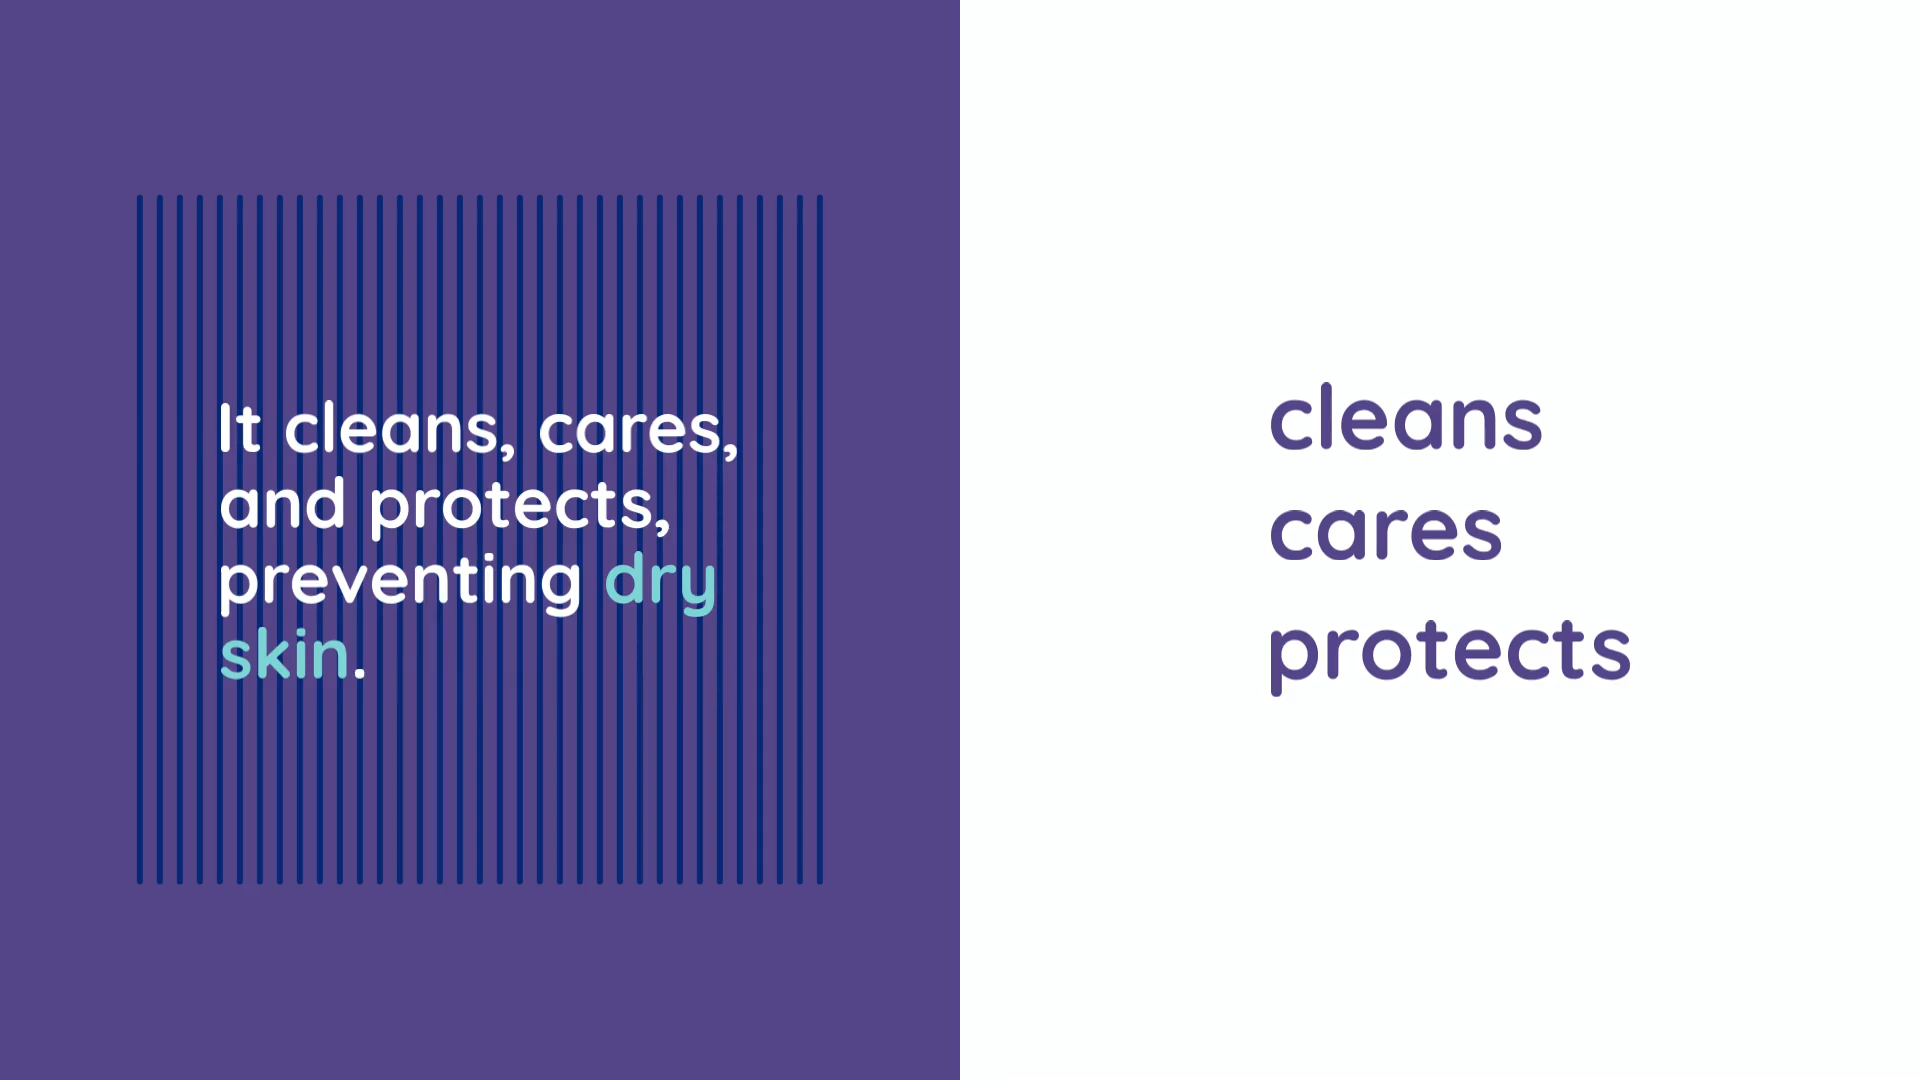 It cleans, cares,
and protects,
preventing dry
skin.
cleans
cares
protects